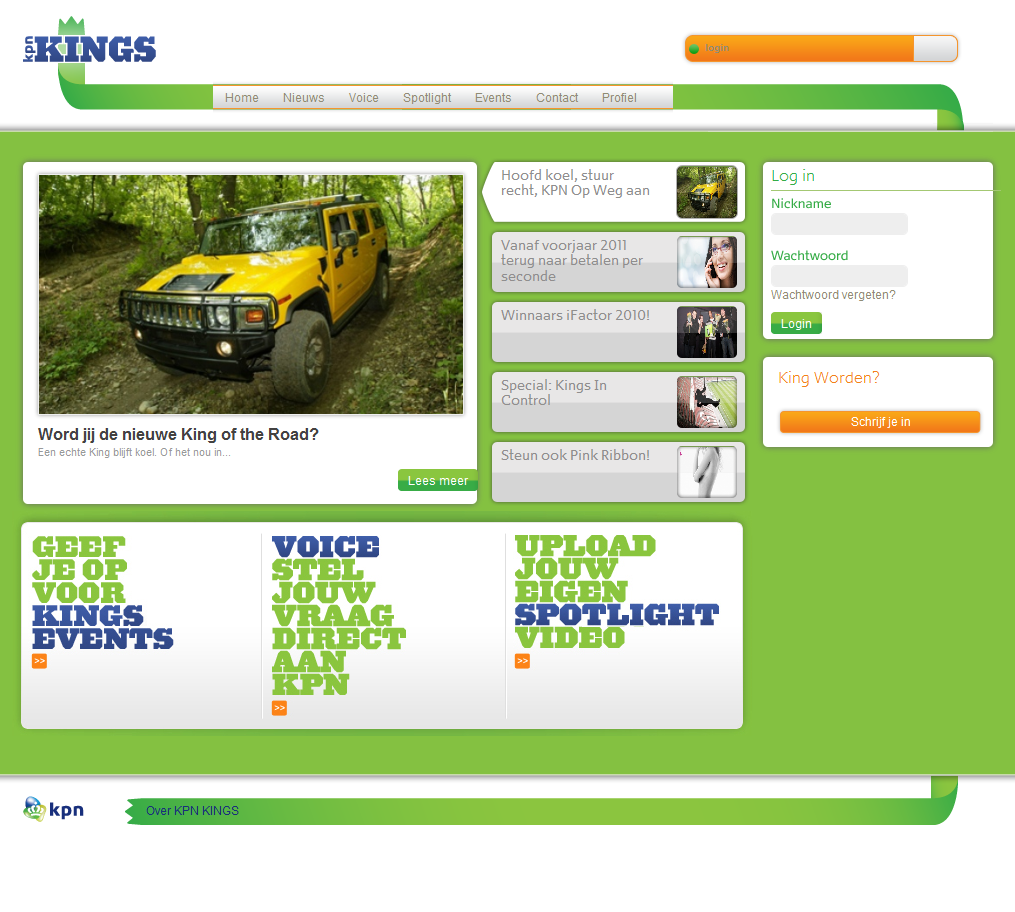 kpn KINGS
login
Home Nieuws Voice Spotlight Events Contact Profiel
Word jij de nieuwe King of the Road?
Een echte King blijft koel. Of het nou in...
Lees meer
Hoofd koel, stuur
recht, KPN Op Weg aan
Vanaf voorjaar 2011
terug naar betalen per
seconde
Winnaars iFactor 2010!
Special: Kings In
Control
Steun ook Pink Ribbon!
Log in
Nickname
Wachtwoord
Wachtwoord vergeten?
Login
King Worden?
Schrijf je in
GEEF
JE OP
VOOR
KINGS
EVENTS
>>
VOICE
STEL
JOUW
VRAAG
DIRECT
AAN
KPN
>>
UPLOAD
JOUW
EIGEN
SPOTLIGHT
VIDEO
>>
kpn
Over KPN KINGS